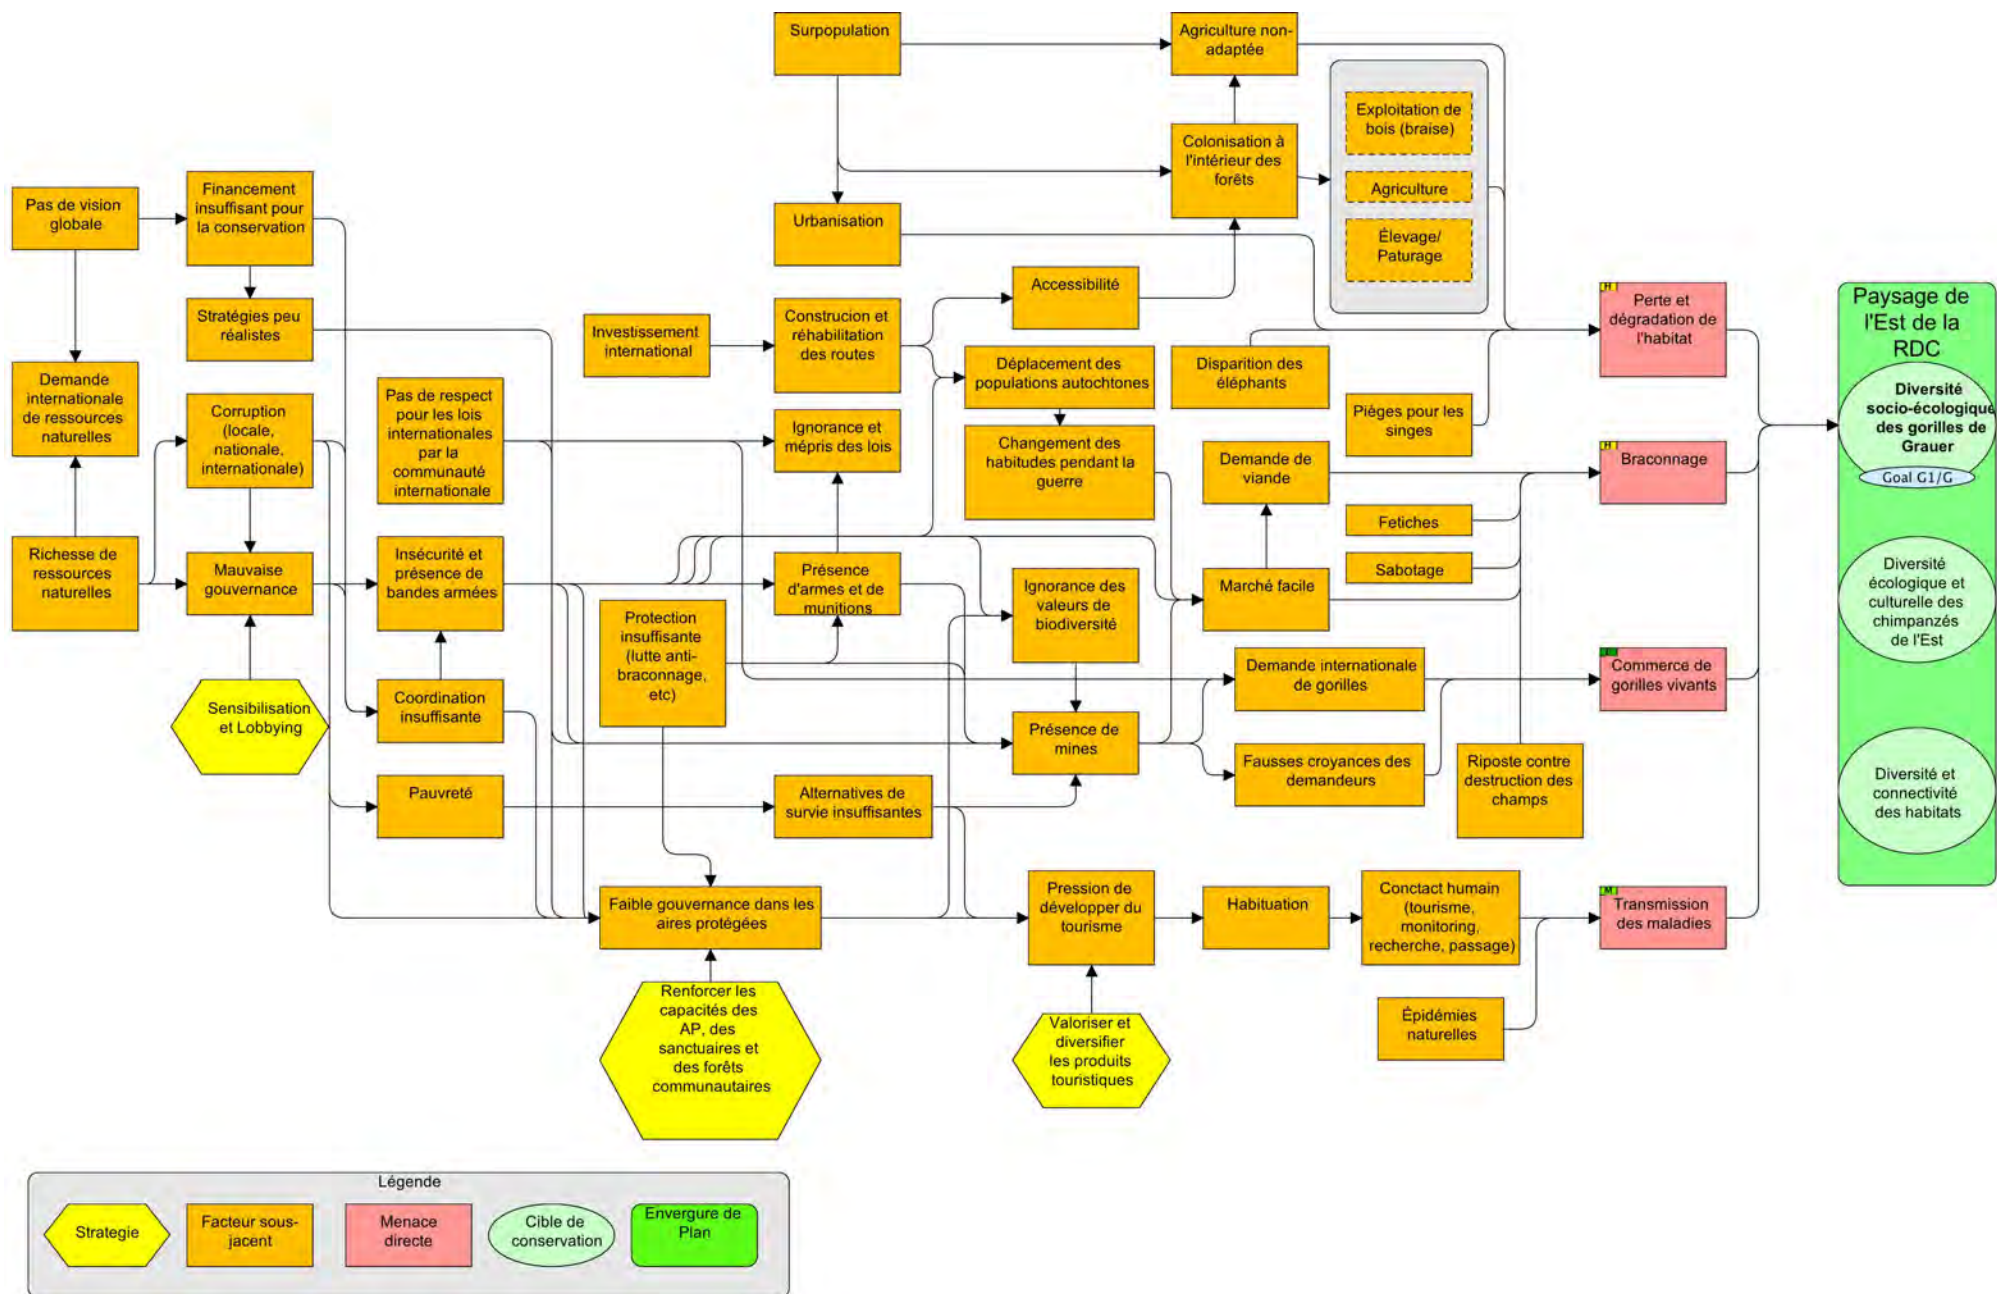 Surpopulation
Agriculture non-
adaptée
Exploitation de
bois (braise)
Colonisation à
l'intérieur des
forêts
Agriculture
Élevage/
Paturage
Pas de vision
globale
Financement
insuffisant pour
la conservation
Urbanisation
Accessibilité
Stratégies peu
réalistes
Investissement
international
Construcion et
réhabilitation
des routes
Déplacement des
populations autochtones
Disparition des
éléphants
H
Perte et
dégradation de
l'habitat
Paysage de
l'Est de la
RDC
Demande
internationale
de ressources
naturelles
Corruption
(locale,
nationale,
internationale)
Pas de respect
pour les lois
internationales
par la
communauté
internationale
Ignorance et
mépris des lois
Changement des
habitudes pendant la
guerre
Pièges pour les
singes
Demande de
viande
H
Braconnage
Diversité
socio-écologique
des gorilles de
Grauer
Goal G1/G
Fetiches
Sabotage
Richesse de
ressources
naturelles
Mauvaise
gouvernance
Insécurité et
présence de
bandes armées
Présence
d'armes et de
munitions
Ignorance des
valeurs de
biodiversité
Marché facile
Diversité
écologique et
culturelle des
chimpanzés
de l'Est
Protection
insuffisante
(lutte anti-
braconnage,
etc)
Sensibilisation
et Lobbying
Coordination
insuffisante
Demande internationale
de gorilles
Commerce de
gorilles vivants
Présence de
mines
Fausses croyances des
demandeurs
Riposte contre
destruction des
champs
Pauvreté
Alternatives de
survie insuffisantes
Diversité et
connectivité
des habitats
Faible gouvernance dans les
aires protégées
Pression de
développer du
tourisme
Habituation
Conctact humain
(tourisme,
monitoring,
recherche, passage)
M
Transmission
des maladies
Renforcer les
capacités des
AP, des
sanctuaires et
des forêts
communautaires
Valoriser et
diversifier
les produits
touristiques
Épidémies
naturelles
Légende
Strategie
Facteur sous-
jacent
Menace
directe
Cible de
conservation
Envergure de
Plan